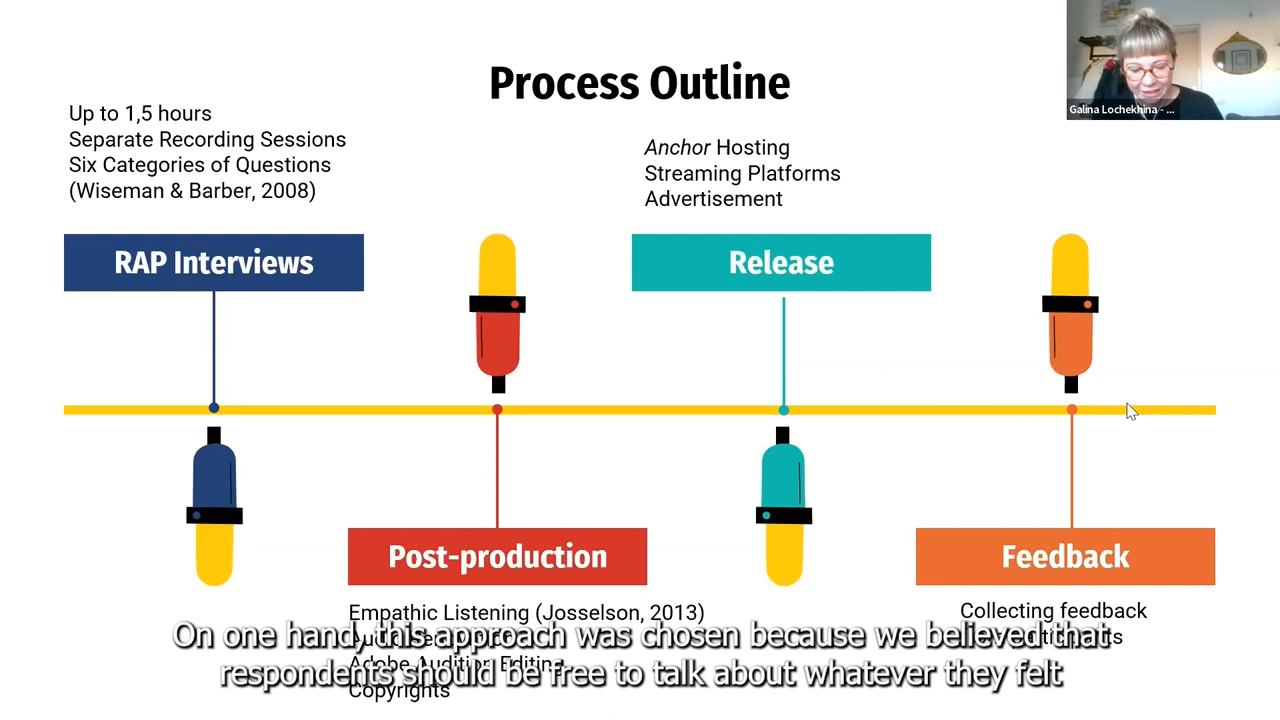 Process Outline
Galina Lochekhina - ...
Up to 1,5 hours
Separate Recording Sessions
Six Categories of Questions
(Wiseman & Barber, 2008)
Anchor Hosting
Streaming Platforms
Advertisement
RAP Interviews
Release
Post-production
Feedback
Empathic Listening (Josselson, 2013)
Adobe Audition Editing
Copyrights
Collecting feedback
On one hand, this approach was chosen because we believed that
respondents should be free to talk about whatever they felt